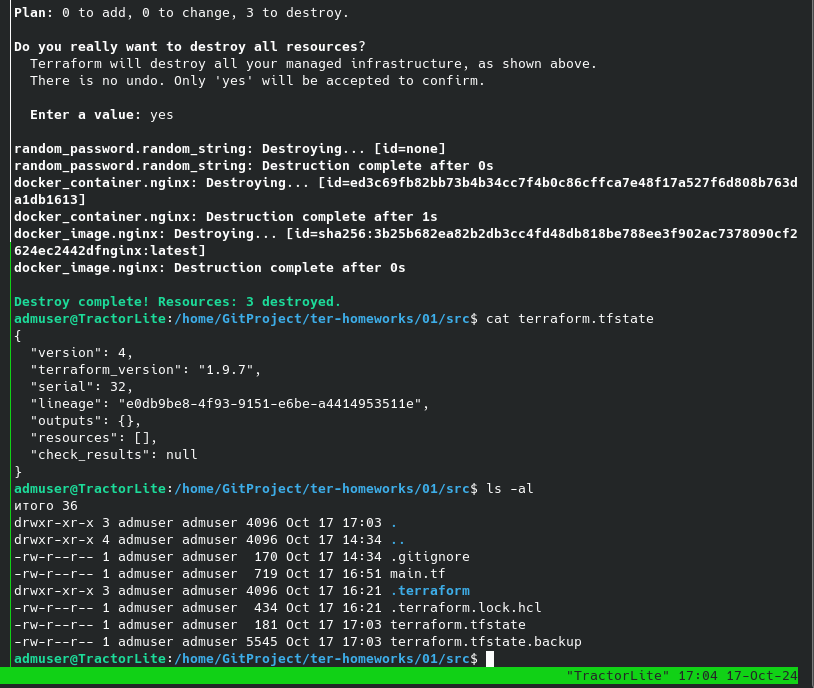 Plan: 0 to add, 0 to change, 3 to destroy.
Do you really want to destroy all resources?
  Terraform will destroy all your managed infrastructure, as shown above.
  There is no undo. Only 'yes' will be accepted to confirm.
  Enter a value: yes
random_password.random_string: Destroying... [id=none]
random_password.random_string: Destruction complete after 0s
docker_container.nginx: Destroying... [id=ed3c69fb82bb73b4b34cc7f4b0c86cffca7e48f17a527f6d808b763d
a1db1613]
docker_container.nginx: Destruction complete after 1s
docker_image.nginx: Destroying... [id=sha256:3b25b682ea82b2db3cc4fd48db818be788ee3f902ac7378090cf2
624ec2442dfnginx:latest]
docker_image.nginx: Destruction complete after 0s
Destroy complete! Resources: 3 destroyed.
admuser@TractorLite:/home/GitProject/ter-homeworks/01/src$ cat terraform.tfstate
{
  "version": 4,
  "terraform_version": "1.9.7",
  "serial": 32,
  "lineage": "e0db9be8-4f93-9151-e6be-a4414953511e",
  "outputs": {},
  "resources": [],
  "check_results": null
}
admuser@TractorLite:/home/GitProject/ter-homeworks/01/src$ ls -al
итого 36
drwxr-xr-x 3 admuser admuser 4096 Oct 17 17:03 .
drwxr-xr-x 4 admuser admuser 4096 Oct 17 14:34 ..
-rw-r--r-- 1 admuser admuser  170 Oct 17 14:34 .gitignore
-rw-r--r-- 1 admuser admuser  719 Oct 17 16:51 main.tf
drwxr-xr-x 3 admuser admuser 4096 Oct 17 16:21 .terraform
-rw-r--r-- 1 admuser admuser  434 Oct 17 16:21 .terraform.lock.hcl
-rw-r--r-- 1 admuser admuser  181 Oct 17 17:03 terraform.tfstate
-rw-r--r-- 1 admuser admuser 5545 Oct 17 17:03 terraform.tfstate.backup
admuser@TractorLite:/home/GitProject/ter-homeworks/01/src$
"TractorLite" 17:04 17-Oct-24